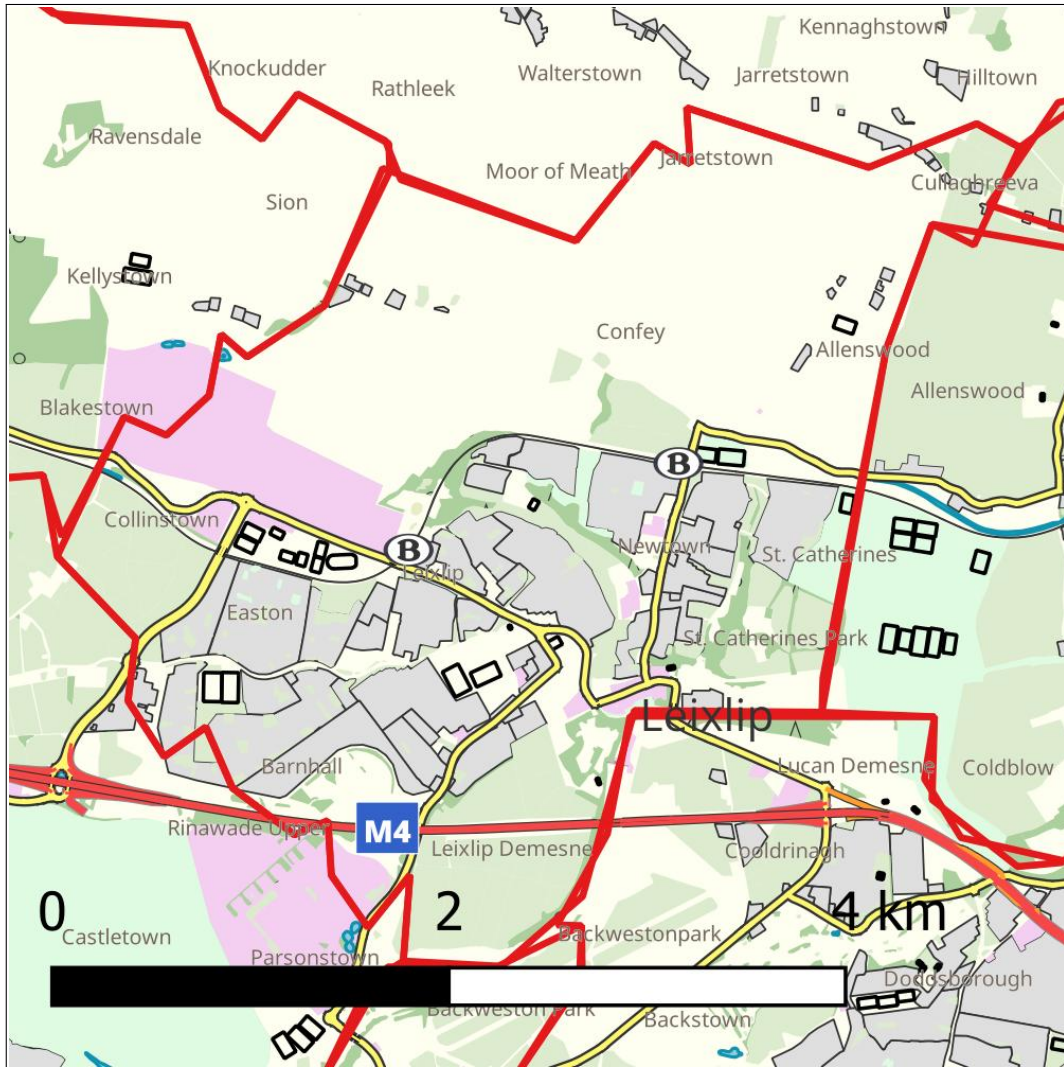 Kennaghstown
Knockudder
Walterstown
Jarretstown
Hilltown
Rathleek
Ravensdale
Moor of Meath
Jarretstown
Cullaghreeva
Sion
Kellystown
Confey
Allenswood
Allenswood
Blakestown
B
Collinstown
B
Newtown
St. Catherines
Leixlip
Easton
St. Catherines Park
Leixlip
Barnhall
Lucan Demesne
Coldblow
Rinawade Upper
M4
Leixlip Demesne
Cooldrinagh
0
2
4 km
Castletown
Backwestonpark
Parsonstown
Doddsborough
Backweston Park
Backstown